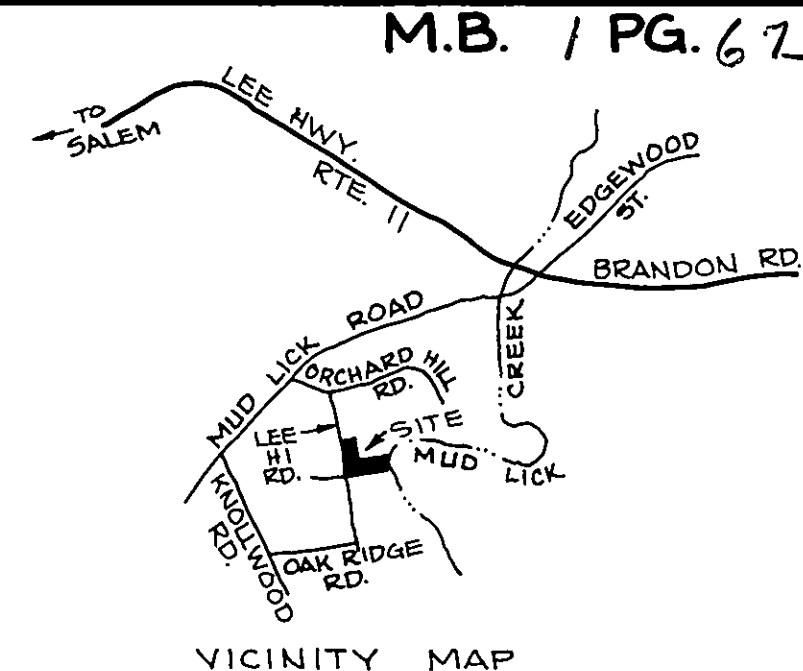 M.B. 1 PG. 62
TO
SALEM
LEE HWY.
RTE. 11
EDGEWOOD
ST.
BRANDON RD.
MUD LICK ROAD
ORCHARD HILL
RD.
CREEK
LEE
HI
RD.
SITE
MUD LICK
KNOLLWOOD
RD.
OAK RIDGE
RD.
VICINITY MAP